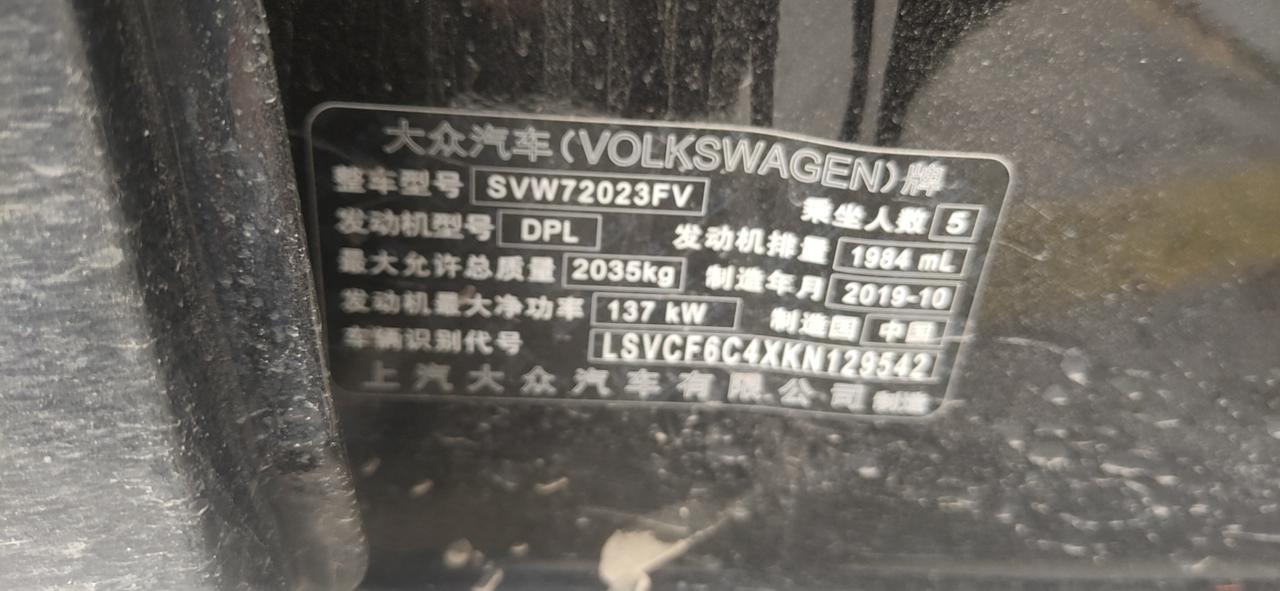 大众汽车(VOLKSWAGEN)牌
整车型号 SVW72023FV 乘坐人数 5
发动机型号 DPL 发动机排量 1984 mL
最大允许总质量 2035kg 制造年月 2019-10
发动机最大净功率 137 kW 制造国 中国
车辆识别代号 LSVCF6C4XKN129542
上汽大众汽车有限公司 制造